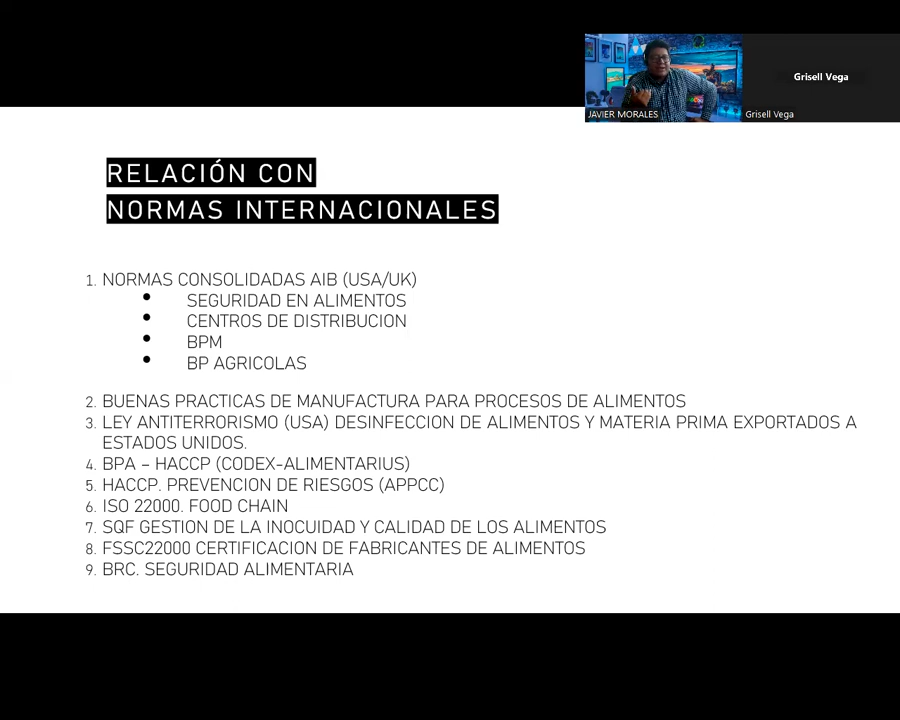 Grisell Vega
JAVIER MORALES
Grisell Vega
RELACIÓN CON
NORMAS INTERNACIONALES
1. NORMAS CONSOLIDADAS AIB (USA/UK)
• SEGURIDAD EN ALIMENTOS
• CENTROS DE DISTRIBUCION
• BPM
• BP AGRICOLAS
2. BUENAS PRACTICAS DE MANUFACTURA PARA PROCESOS DE ALIMENTOS
3. LEY ANTITERRORISMO (USA) DESINFECCION DE ALIMENTOS Y MATERIA PRIMA EXPORTADOS A
ESTADOS UNIDOS.
4. BPA – HACCP (CODEX-ALIMENTARIUS)
5. HACCP. PREVENCION DE RIESGOS (APPCC)
6. ISO 22000. FOOD CHAIN
7. SQF GESTION DE LA INOCUIDAD Y CALIDAD DE LOS ALIMENTOS
8. FSSC22000 CERTIFICACION DE FABRICANTES DE ALIMENTOS
9. BRC. SEGURIDAD ALIMENTARIA